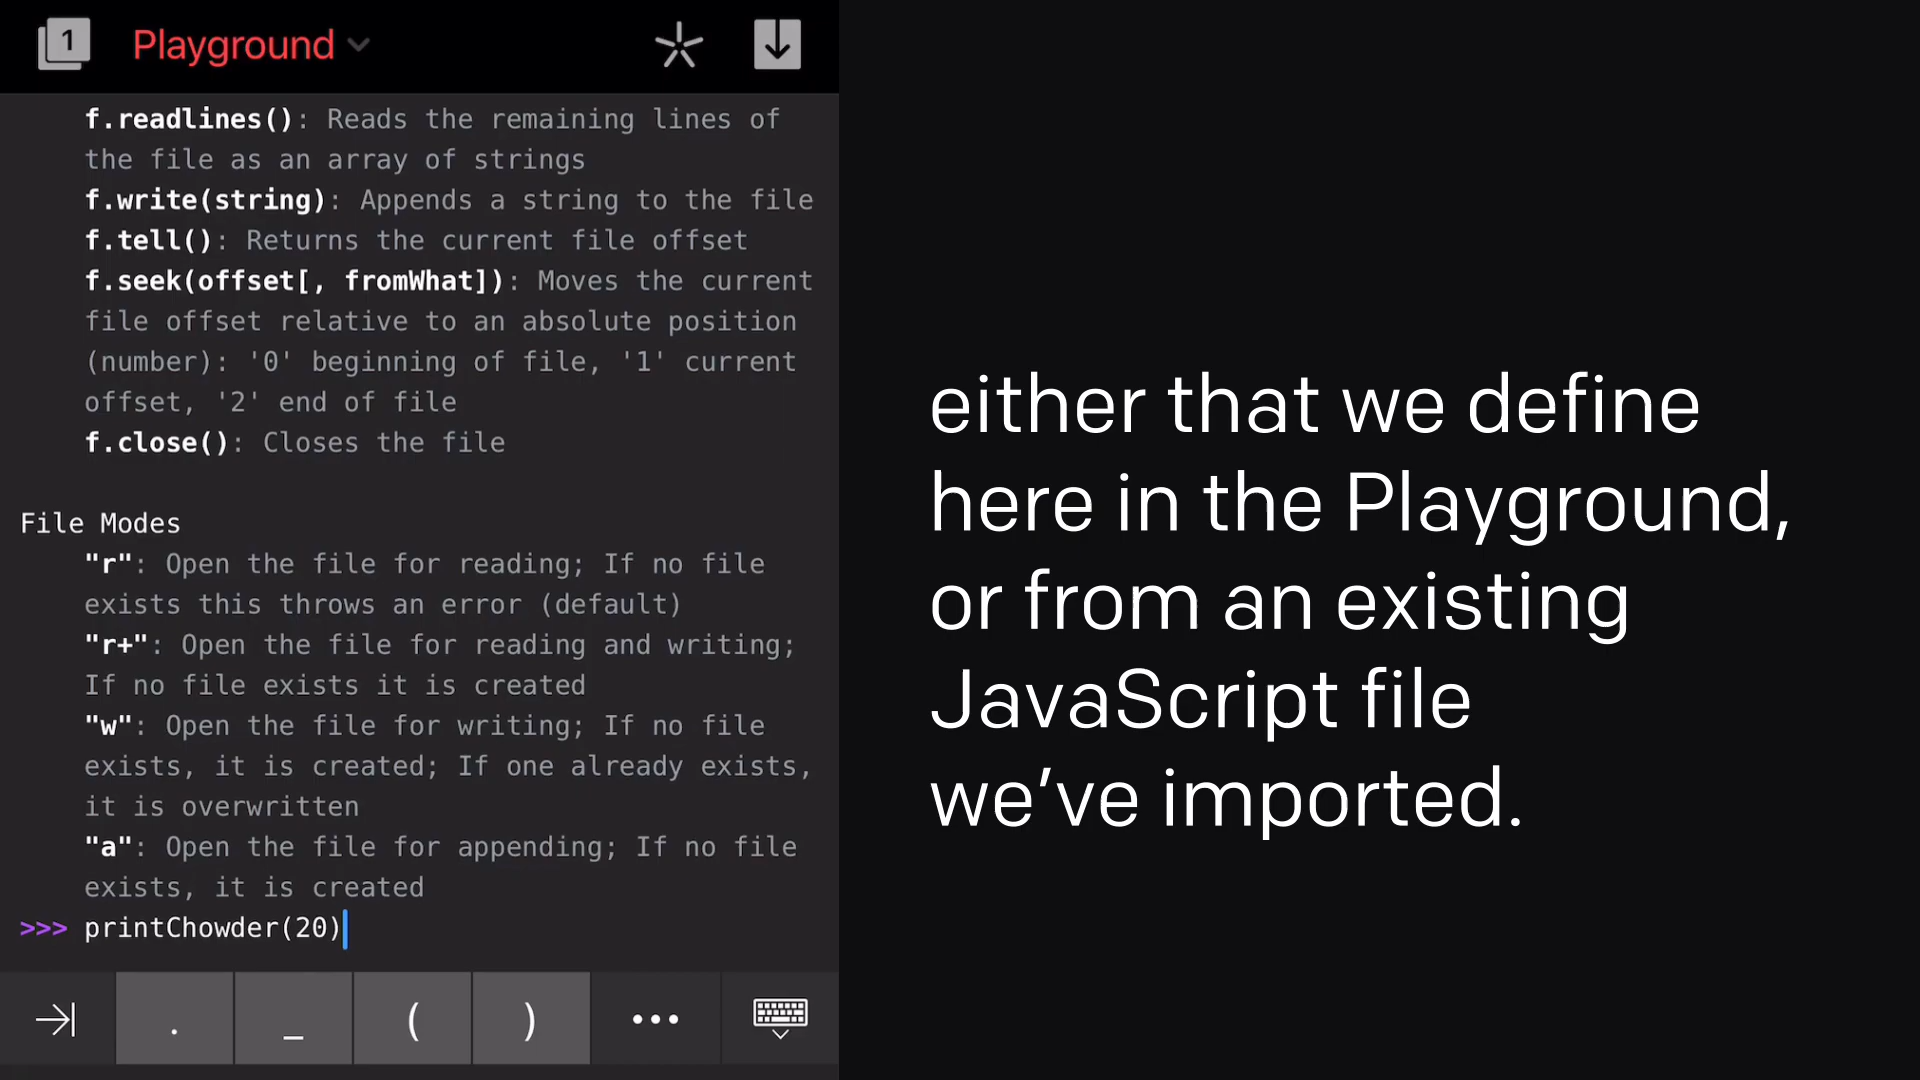 1 Playground
f.readlines(): Reads the remaining lines of
the file as an array of strings
f.write(string): Appends a string to the file
f.tell(): Returns the current file offset
f.seek(offset[, fromWhat]): Moves the current
file offset relative to an absolute position
(number): '0' beginning of file, '1' current
offset, '2' end of file
f.close(): Closes the file
File Modes
"r": Open the file for reading; If no file
exists this throws an error (default)
"r+": Open the file for reading and writing;
If no file exists it is created
"w": Open the file for writing; If no file
exists, it is created; If one already exists,
it is overwritten
"a": Open the file for appending; If no file
exists, it is created
>>> printChowder(20)
. _ ( ) •••
either that we define
here in the Playground,
or from an existing
JavaScript file
we’ve imported.